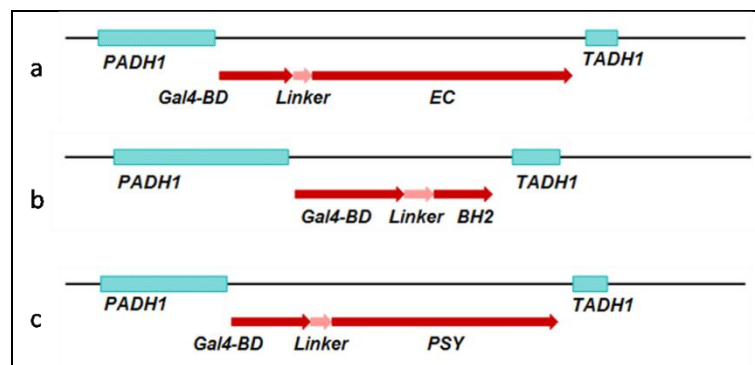 a
PADH1
TADH1
Gal4-BD Linker EC
b
PADH1
TADH1
Gal4-BD Linker BH2
c
PADH1
TADH1
Gal4-BD Linker PSY